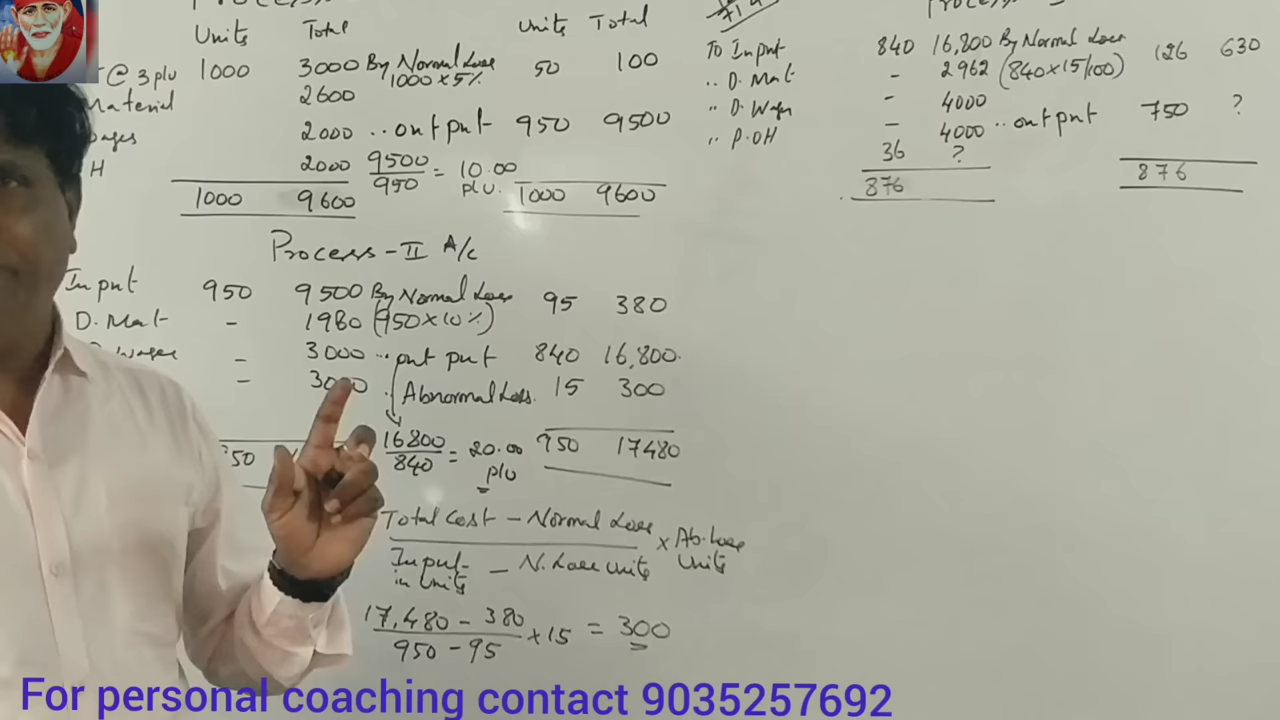 Units Total Units Total
@ 3 p/u 1000 3000 By Normal Loss 50 100
1000 x 5%
Material 2600
wages 2000 ,, output 950 9500
H 2000 9500/950 = 10.00 p/u.
1000 9600 1000 9600
Process - II A/c
Input 950 9500 By Normal Loss 95 380
D. Mat - 1980 (950 x 10%)
wages - 3000 ,, out put 840 16,800.
- 3000 ,, Abnormal Loss. 15 300
16800/840 = 20.00 p/u
950 17480
Total Cost - Normal Loss
Input in Units - N. Loss units
x Ab. Loss Units
17,480 - 380
950 - 95
x 15 = 300
To Input 840 16,800 By Normal Loss 126 630
,, D. Mat - 2962 (840 x 15/100)
,, D. Wages - 4000
,, P. OH - 4000 ,, output 750 ?
36 ?
876 876
For personal coaching contact 9035257692